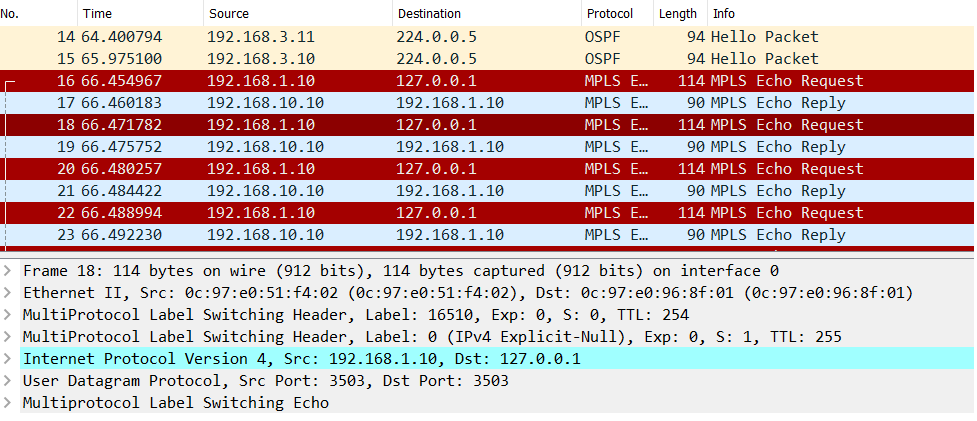 No. Time Source Destination Protocol Length Info
14 64.400794 192.168.3.11 224.0.0.5 OSPF 94 Hello Packet
15 65.975100 192.168.3.10 224.0.0.5 OSPF 94 Hello Packet
16 66.454967 192.168.1.10 127.0.0.1 MPLS E… 114 MPLS Echo Request
17 66.460183 192.168.10.10 192.168.1.10 MPLS E… 90 MPLS Echo Reply
18 66.471782 192.168.1.10 127.0.0.1 MPLS E… 114 MPLS Echo Request
19 66.475752 192.168.10.10 192.168.1.10 MPLS E… 90 MPLS Echo Reply
20 66.480257 192.168.1.10 127.0.0.1 MPLS E… 114 MPLS Echo Request
21 66.484422 192.168.10.10 192.168.1.10 MPLS E… 90 MPLS Echo Reply
22 66.488994 192.168.1.10 127.0.0.1 MPLS E… 114 MPLS Echo Request
23 66.492230 192.168.10.10 192.168.1.10 MPLS E… 90 MPLS Echo Reply
Frame 18: 114 bytes on wire (912 bits), 114 bytes captured (912 bits) on interface 0
Ethernet II, Src: 0c:97:e0:51:f4:02 (0c:97:e0:51:f4:02), Dst: 0c:97:e0:96:8f:01 (0c:97:e0:96:8f:01)
MultiProtocol Label Switching Header, Label: 16510, Exp: 0, S: 0, TTL: 254
MultiProtocol Label Switching Header, Label: 0 (IPv4 Explicit-Null), Exp: 0, S: 1, TTL: 255
Internet Protocol Version 4, Src: 192.168.1.10, Dst: 127.0.0.1
User Datagram Protocol, Src Port: 3503, Dst Port: 3503
Multiprotocol Label Switching Echo